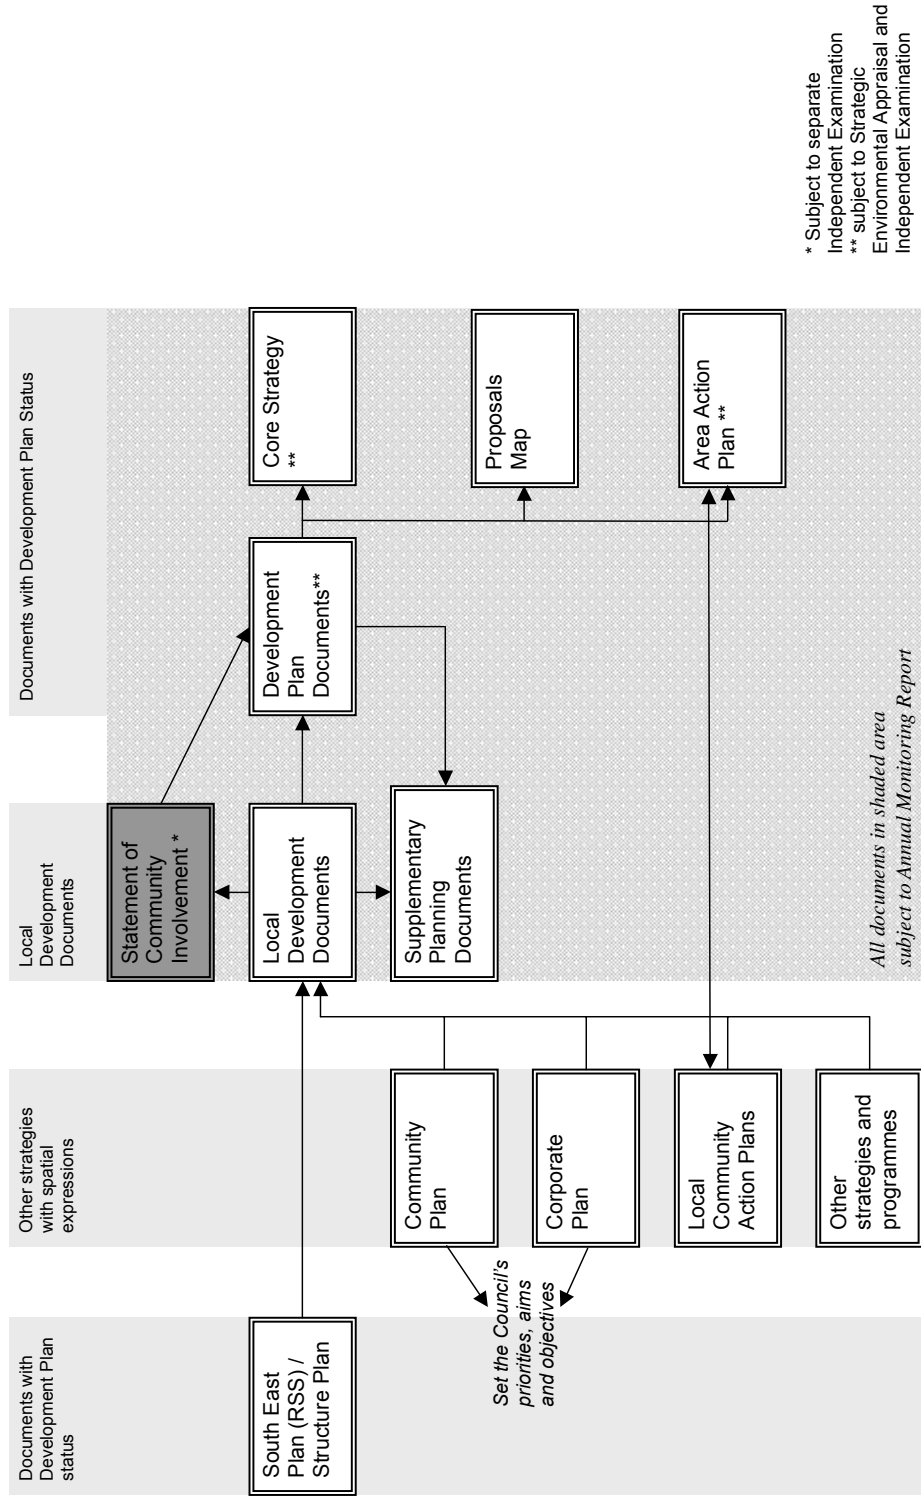 Documents with
Development Plan
status
Other strategies
with spatial
expressions
Local
Development
Documents
Documents with Development Plan Status
South East
Plan (RSS) /
Structure Plan
Set the Council's
priorities, aims
and objectives
Community
Plan
Corporate
Plan
Local
Community
Action Plans
Other
strategies and
programmes
Statement of
Community
Involvement *
Local
Development
Documents
Supplementary
Planning
Documents
Development
Plan
Documents**
Core Strategy
**
Proposals
Map
Area Action
Plan **
All documents in shaded area
subject to Annual Monitoring Report
* Subject to separate
Independent Examination
** subject to Strategic
Environmental Appraisal and
Independent Examination